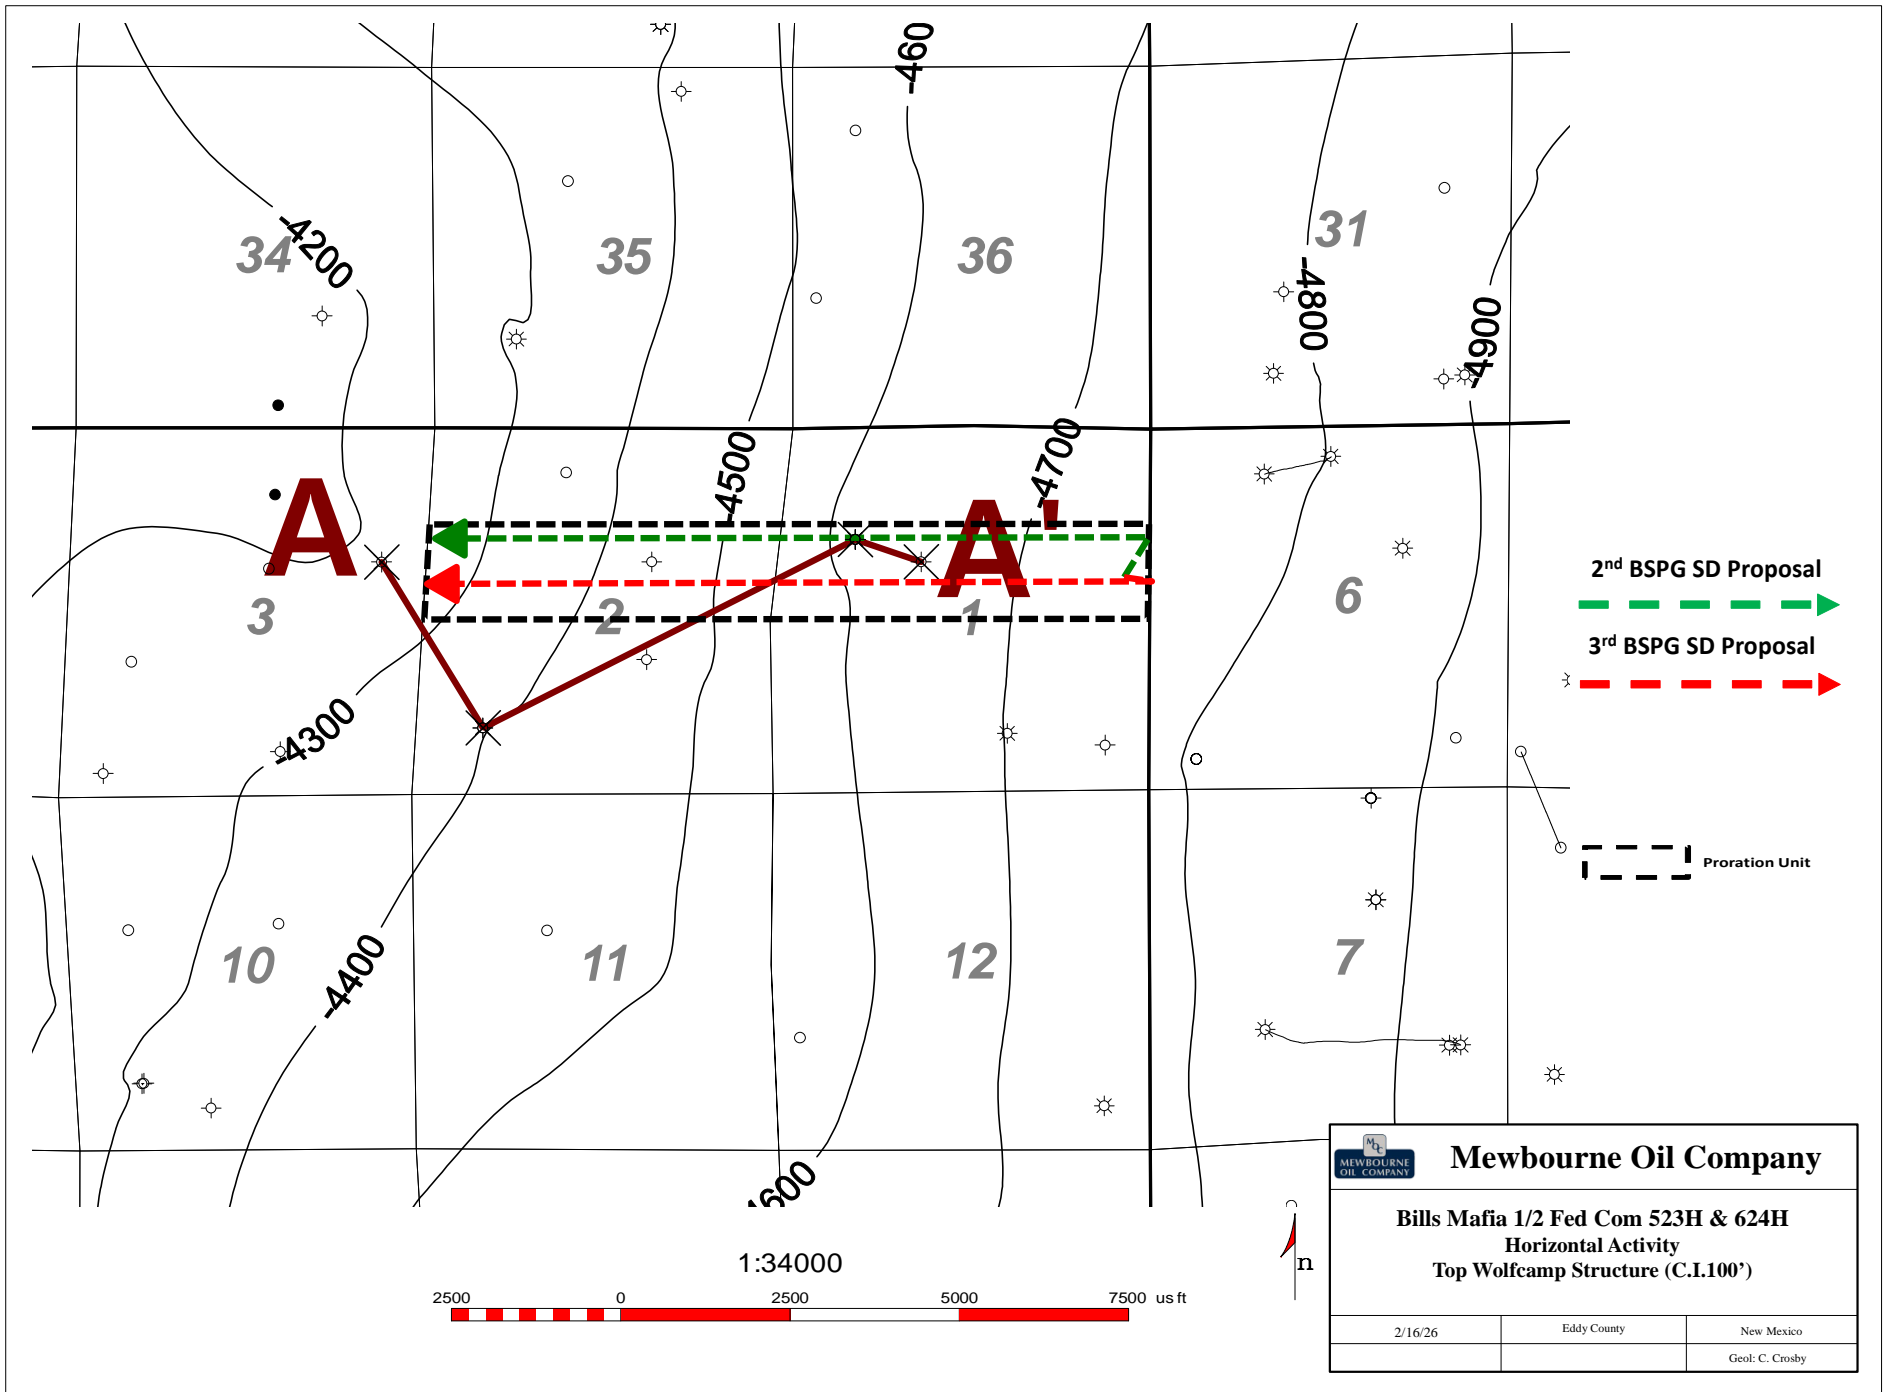 -460
-4200
34
35
36
31
-4800
-4900
-4500
-4700
A
A'
3
2
1
6
2nd BSPG SD Proposal
3rd BSPG SD Proposal
-4300
Proration Unit
-4400
10
11
12
7
-4600
1:34000
2500 0 2500 5000 7500 us ft
n
MOC
MEWBOURNE
OIL COMPANY
Mewbourne Oil Company
Bills Mafia 1/2 Fed Com 523H & 624H
Horizontal Activity
Top Wolfcamp Structure (C.I.100’)
2/16/26 Eddy County New Mexico
Geol: C. Crosby